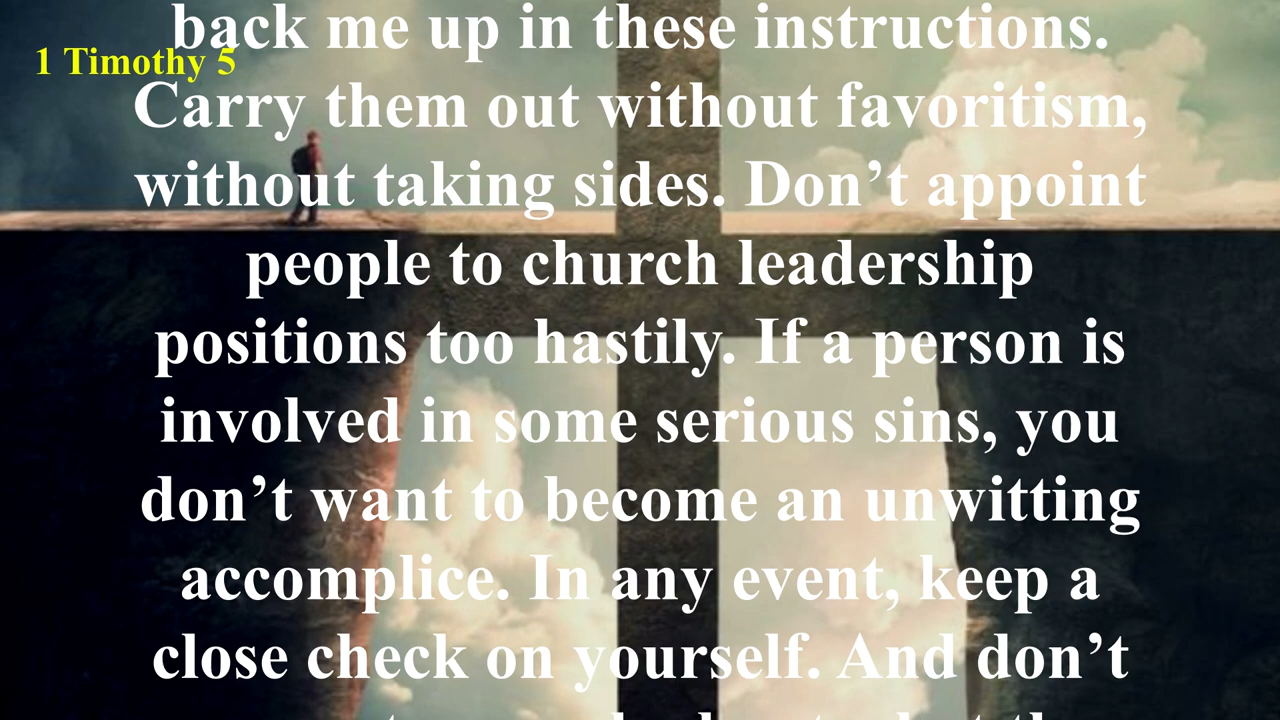 back me up in these instructions.
1 Timothy 5
Carry them out without favoritism,
without taking sides. Don’t appoint
people to church leadership
positions too hastily. If a person is
involved in some serious sins, you
don’t want to become an unwitting
accomplice. In any event, keep a
close check on yourself. And don’t